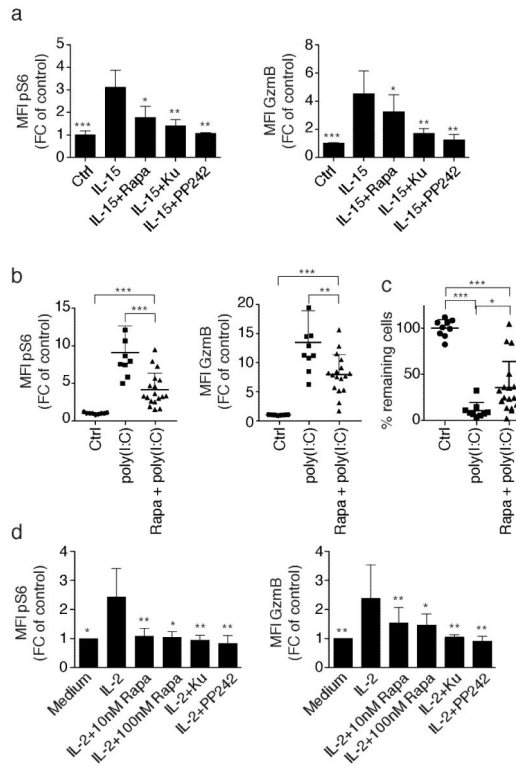 a
MFI pS6
(FC of control)
5
4
3
2
1
0
***
*
**
**
Ctrl
IL-15
IL-15+Rapa
IL-15+Ku
IL-15+PP242
MFI GzmB
(FC of control)
8
6
4
2
0
***
*
**
**
Ctrl
IL-15
IL-15+Rapa
IL-15+Ku
IL-15+PP242
b
MFI pS6
(FC of control)
15
10
5
0
***
***
Ctrl
poly(I:C)
Rapa + poly(I:C)
MFI GzmB
(FC of control)
20
15
10
5
0
***
**
Ctrl
poly(I:C)
Rapa + poly(I:C)
c
% remaining cells
100
50
0
***
***
*
Ctrl
poly(I:C)
Rapa + poly(I:C)
d
MFI pS6
(FC of control)
4
3
2
1
0
*
**
*
**
**
Medium
IL-2
IL-2+10nM Rapa
IL-2+100nM Rapa
IL-2+Ku
IL-2+PP242
MFI GzmB
(FC of control)
4
3
2
1
0
**
**
*
**
**
Medium
IL-2
IL-2+10nM Rapa
IL-2+100nM Rapa
IL-2+Ku
IL-2+PP242